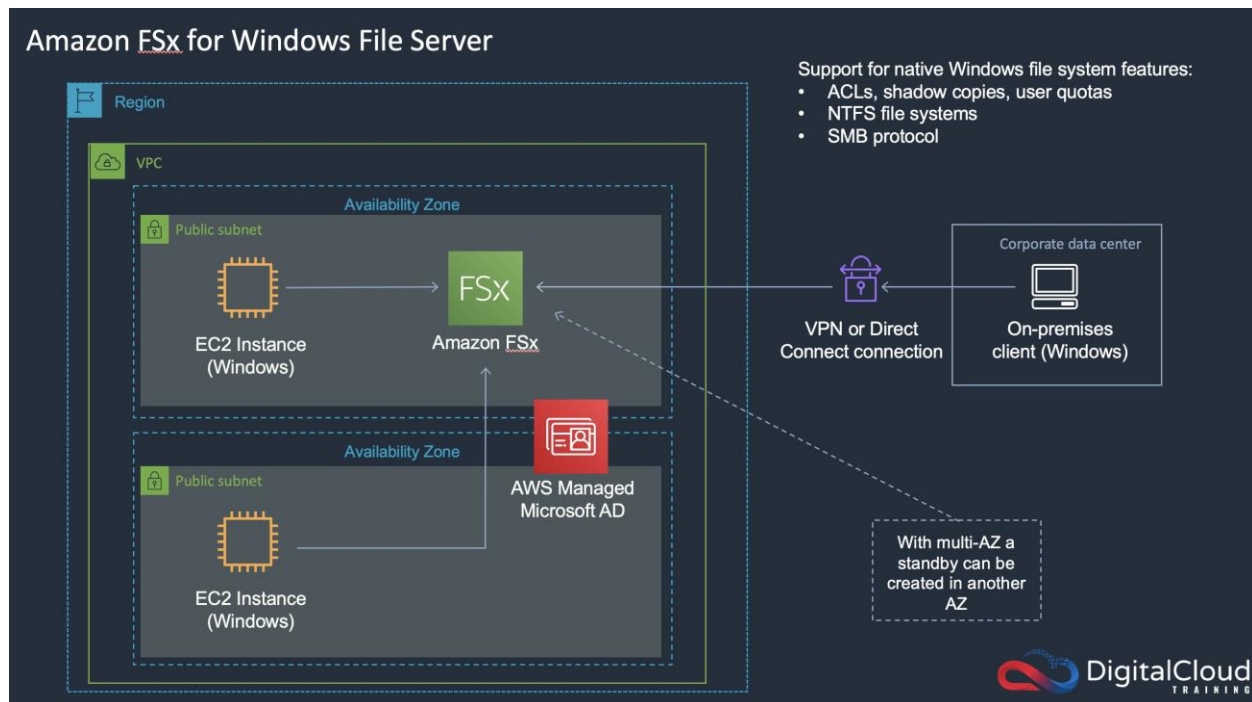 Amazon FSx for Windows File Server
Support for native Windows file system features:
• ACLs, shadow copies, user quotas
• NTFS file systems
• SMB protocol
Region
VPC
Availability Zone
Public subnet
EC2 Instance
(Windows)
FSx
Amazon FSx
VPN or Direct
Connect connection
Corporate data center
On-premises
client (Windows)
Availability Zone
Public subnet
AWS Managed
Microsoft AD
EC2 Instance
(Windows)
With multi-AZ a
standby can be
created in another
AZ
DigitalCloud
TRAINING